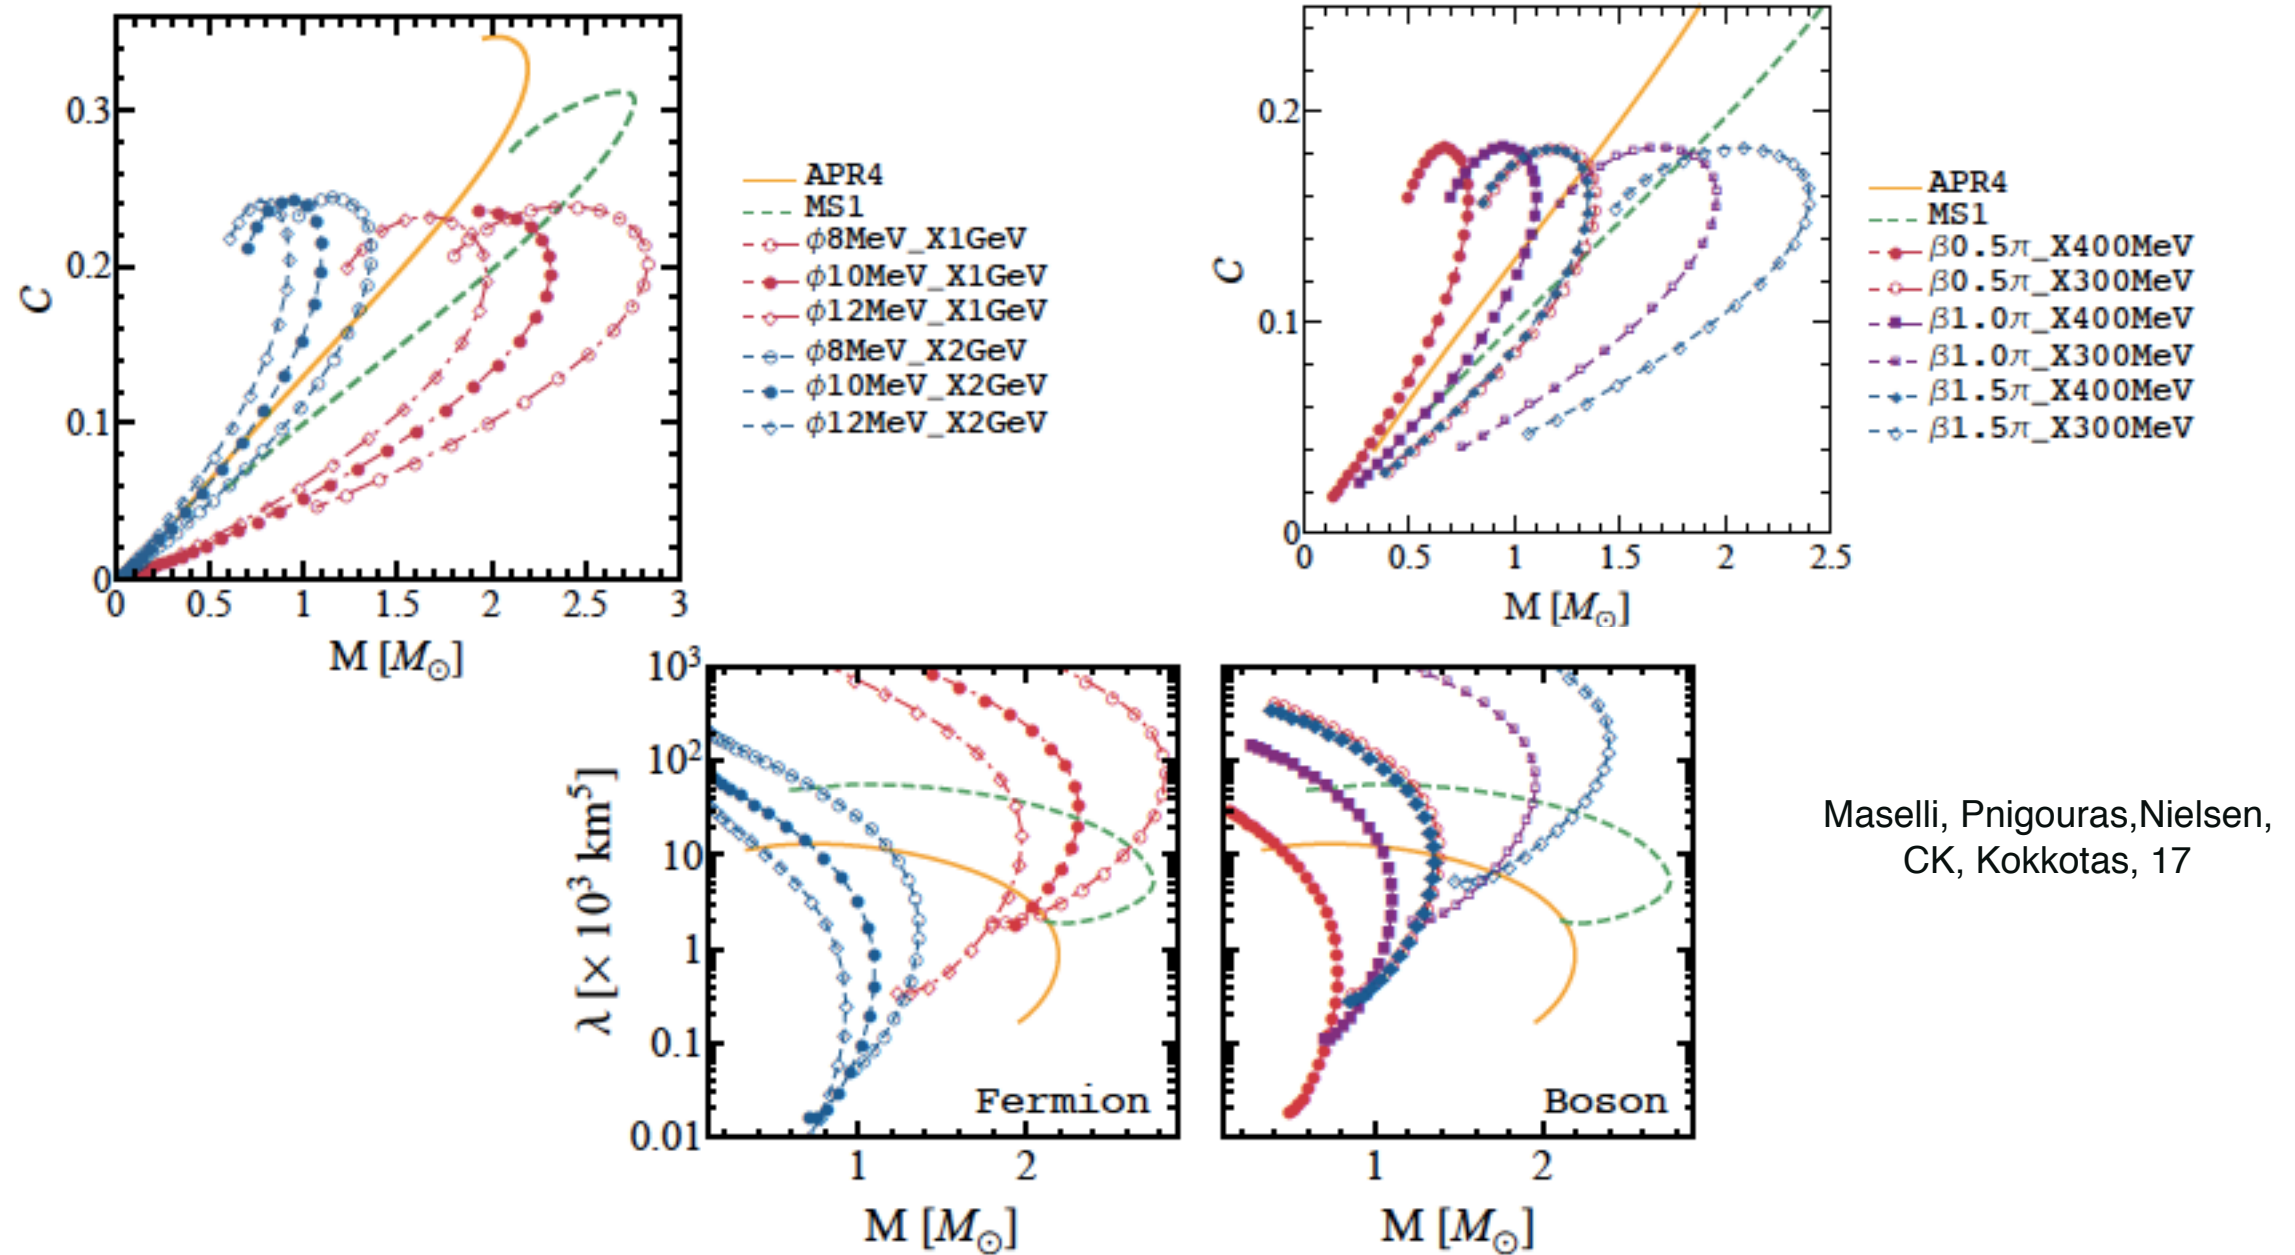 0.3
0.2
0.1
0
C
0 0.5 1 1.5 2 2.5 3
M [M⊙]
APR4
MS1
ϕ8MeV_X1GeV
ϕ10MeV_X1GeV
ϕ12MeV_X1GeV
ϕ8MeV_X2GeV
ϕ10MeV_X2GeV
ϕ12MeV_X2GeV
0.2
0.1
0
C
0 0.5 1 1.5 2 2.5
M [M⊙]
APR4
MS1
β0.5π_X400MeV
β0.5π_X300MeV
β1.0π_X400MeV
β1.0π_X300MeV
β1.5π_X400MeV
β1.5π_X300MeV
10³
10²
10
1
0.1
0.01
λ [× 10³ km⁵]
Fermion
1 2
M [M⊙]
Boson
1 2
M [M⊙]
Maselli, Pnigouras,Nielsen,
CK, Kokkotas, 17